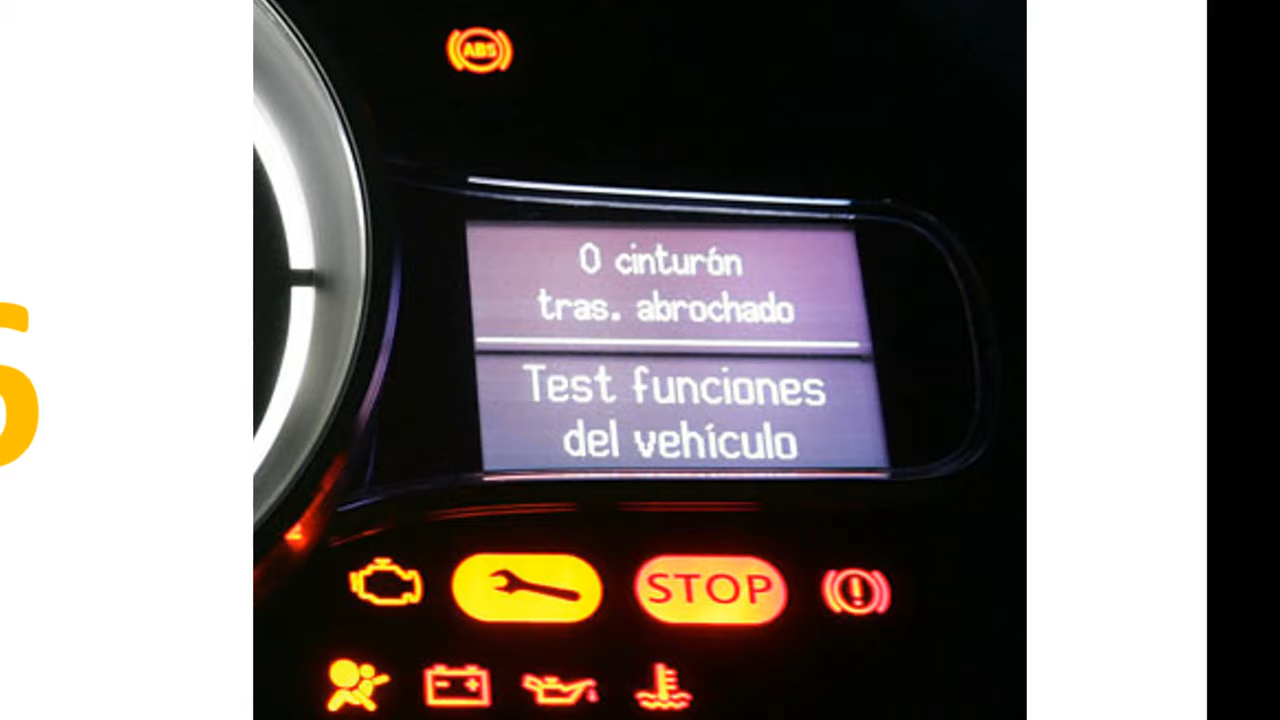 ABS
0 cinturón
tras. abrochado
Test funciones
del vehículo
STOP